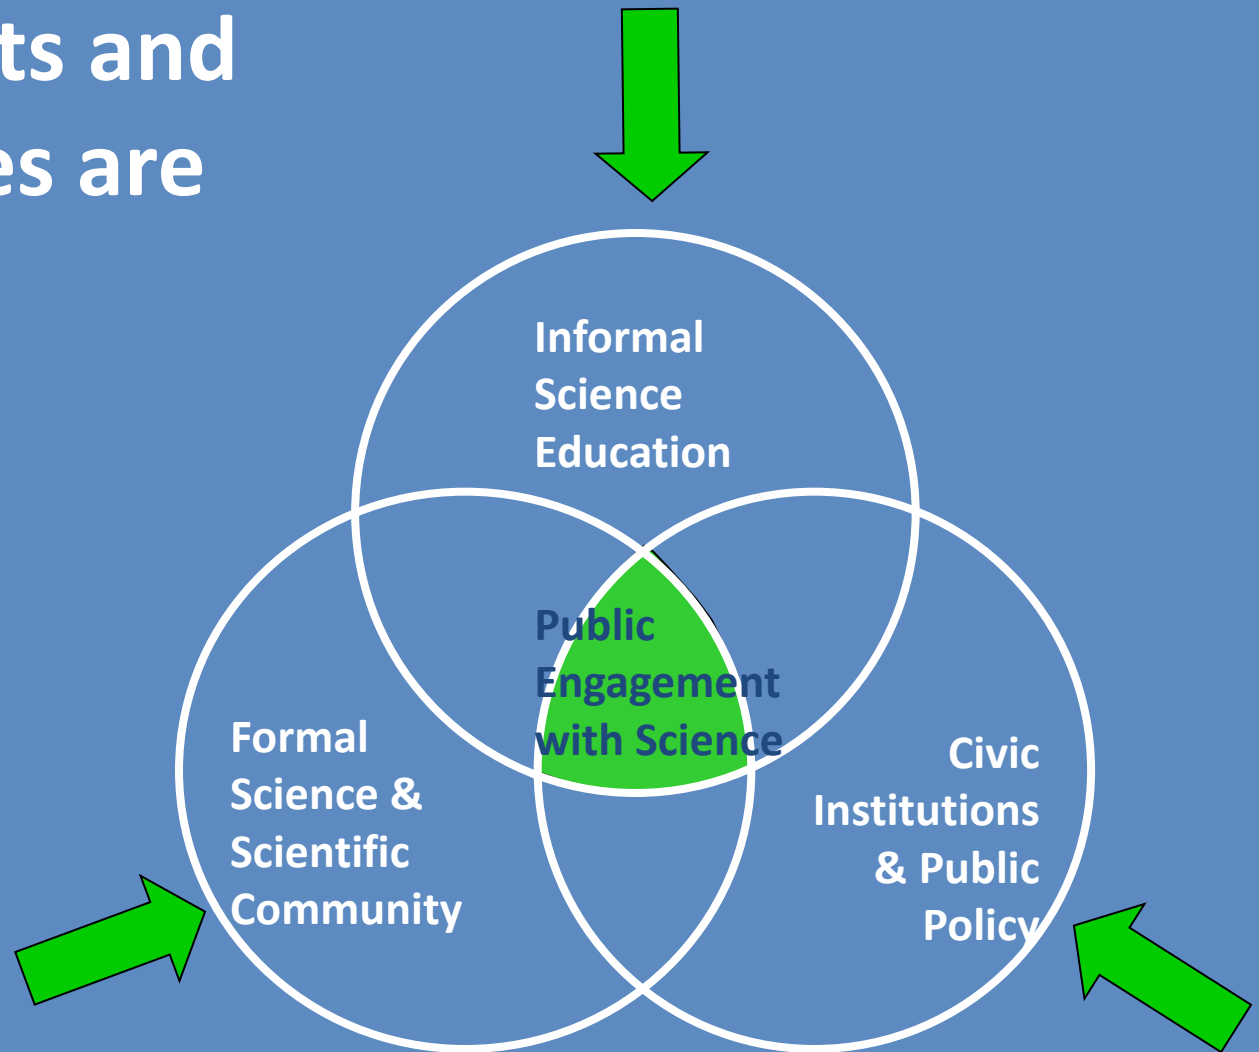 ts and
es are
Informal
Science
Education
Public
Engagement
with Science
Formal
Science &
Scientific
Community
Civic
Institutions
& Public
Policy